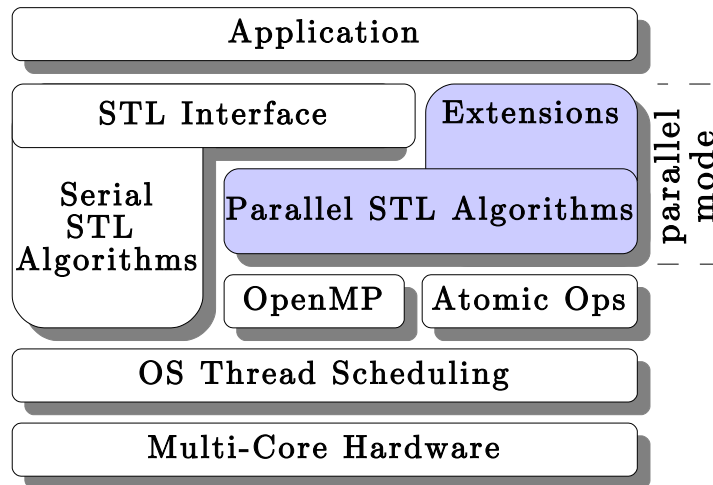 Application
STL Interface
Extensions
parallel
mode
Serial
STL
Algorithms
Parallel STL Algorithms
OpenMP
Atomic Ops
OS Thread Scheduling
Multi-Core Hardware